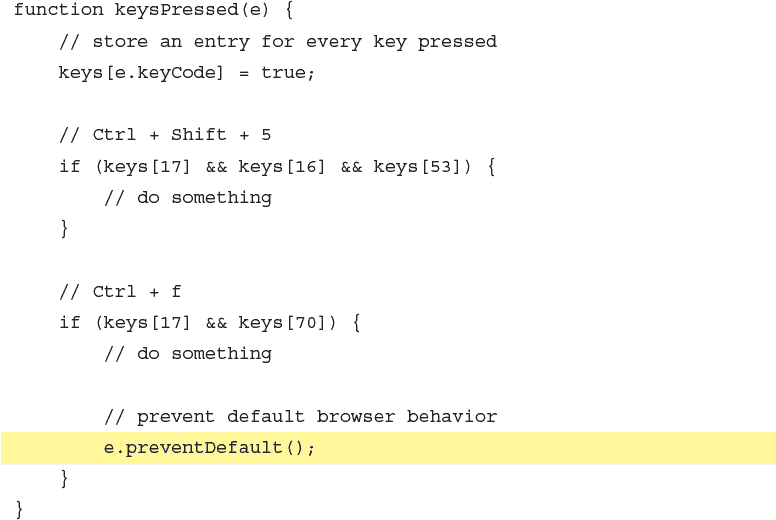 function keysPressed(e) {
    // store an entry for every key pressed
    keys[e.keyCode] = true;

    // Ctrl + Shift + 5
    if (keys[17] && keys[16] && keys[53]) {
        // do something
    }

    // Ctrl + f
    if (keys[17] && keys[70]) {
        // do something

        // prevent default browser behavior
        e.preventDefault();
    }
}